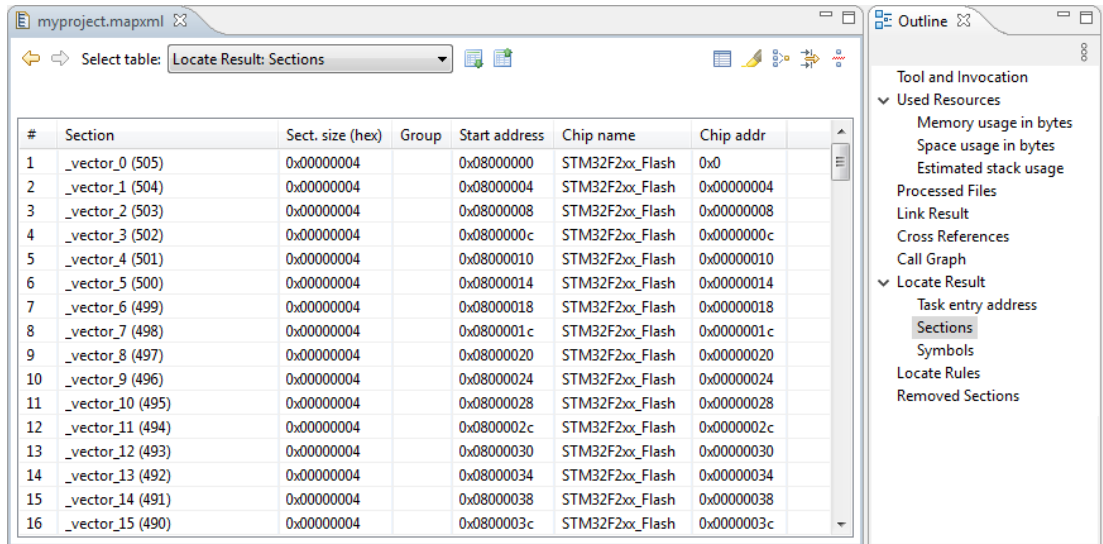 myproject.mapxml
Select table: Locate Result: Sections
# Section Sect. size (hex) Group Start address Chip name Chip addr
1 _vector_0 (505) 0x00000004 0x08000000 STM32F2xx_Flash 0x0
2 _vector_1 (504) 0x00000004 0x08000004 STM32F2xx_Flash 0x00000004
3 _vector_2 (503) 0x00000004 0x08000008 STM32F2xx_Flash 0x00000008
4 _vector_3 (502) 0x00000004 0x0800000c STM32F2xx_Flash 0x0000000c
5 _vector_4 (501) 0x00000004 0x08000010 STM32F2xx_Flash 0x00000010
6 _vector_5 (500) 0x00000004 0x08000014 STM32F2xx_Flash 0x00000014
7 _vector_6 (499) 0x00000004 0x08000018 STM32F2xx_Flash 0x00000018
8 _vector_7 (498) 0x00000004 0x0800001c STM32F2xx_Flash 0x0000001c
9 _vector_8 (497) 0x00000004 0x08000020 STM32F2xx_Flash 0x00000020
10 _vector_9 (496) 0x00000004 0x08000024 STM32F2xx_Flash 0x00000024
11 _vector_10 (495) 0x00000004 0x08000028 STM32F2xx_Flash 0x00000028
12 _vector_11 (494) 0x00000004 0x0800002c STM32F2xx_Flash 0x0000002c
13 _vector_12 (493) 0x00000004 0x08000030 STM32F2xx_Flash 0x00000030
14 _vector_13 (492) 0x00000004 0x08000034 STM32F2xx_Flash 0x00000034
15 _vector_14 (491) 0x00000004 0x08000038 STM32F2xx_Flash 0x00000038
16 _vector_15 (490) 0x00000004 0x0800003c STM32F2xx_Flash 0x0000003c
Outline
Tool and Invocation
Used Resources
Memory usage in bytes
Space usage in bytes
Estimated stack usage
Processed Files
Link Result
Cross References
Call Graph
Locate Result
Task entry address
Sections
Symbols
Locate Rules
Removed Sections